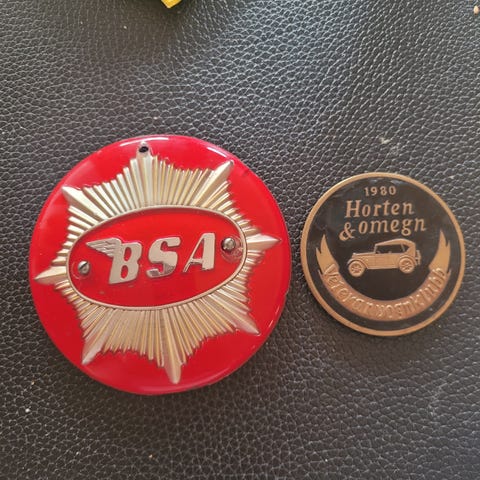 BSA
1980
Horten
& omegn
Veteranvognklubb